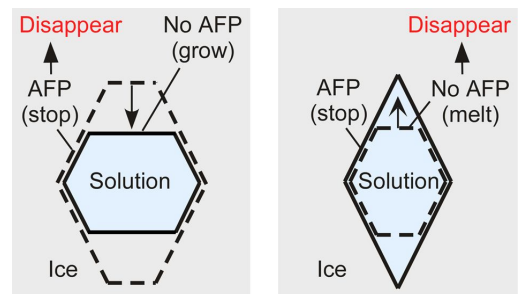 Disappear
No AFP
(grow)
AFP
(stop)
Solution
Ice
Disappear
AFP
(stop)
No AFP
(melt)
Solution
Ice